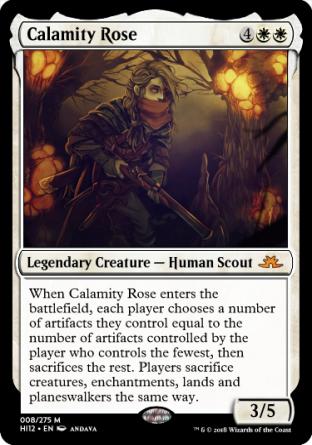 Calamity Rose 4
Legendary Creature — Human Scout
When Calamity Rose enters the
battlefield, each player chooses a number
of artifacts they control equal to the
number of artifacts controlled by the
player who controls the fewest, then
sacrifices the rest. Players sacrifice
creatures, enchantments, lands and
planeswalkers the same way.
3/5
008/275 M
HI12 • EN ANDAVA
™ & © 2018 Wizards of the Coast